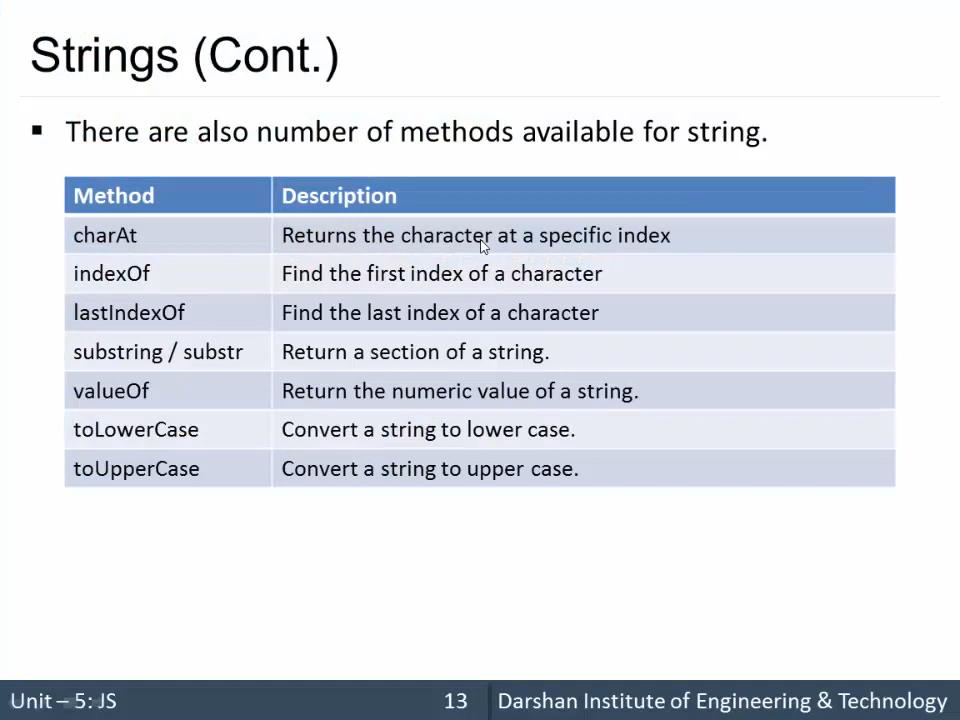 Strings (Cont.)
▪ There are also number of methods available for string.
Method Description
charAt Returns the character at a specific index
indexOf Find the first index of a character
lastIndexOf Find the last index of a character
substring / substr Return a section of a string.
valueOf Return the numeric value of a string.
toLowerCase Convert a string to lower case.
toUpperCase Convert a string to upper case.
Unit – 5: JS 13 Darshan Institute of Engineering & Technology